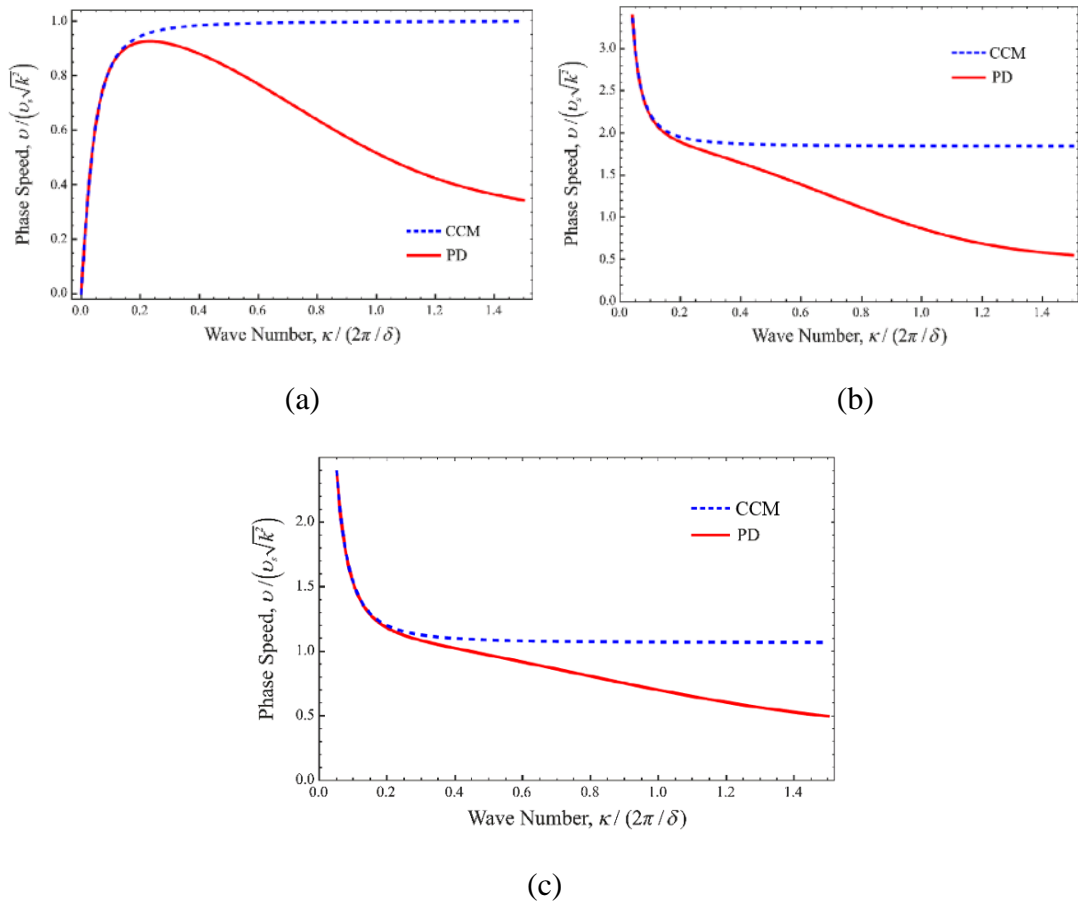 1.0
0.8
0.6
0.4
0.2
0.0
Phase Speed, υ/(υₛ√k²)
CCM
PD
0.0 0.2 0.4 0.6 0.8 1.0 1.2 1.4
Wave Number, κ / (2π / δ)
(a)
3.0
2.5
2.0
1.5
1.0
0.5
0.0
Phase Speed, υ/(υₛ√k²)
CCM
PD
0.0 0.2 0.4 0.6 0.8 1.0 1.2 1.4
Wave Number, κ / (2π / δ)
(b)
2.0
1.5
1.0
0.5
0.0
Phase Speed, υ/(υₛ√k²)
CCM
PD
0.0 0.2 0.4 0.6 0.8 1.0 1.2 1.4
Wave Number, κ / (2π / δ)
(c)